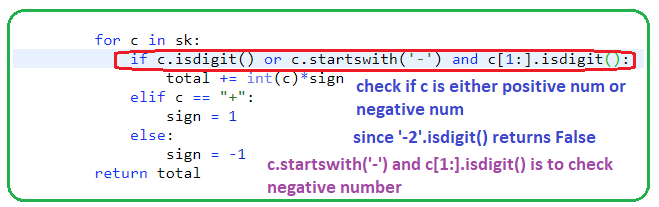 for c in sk:
if c.isdigit() or c.startswith('-') and c[1:].isdigit():
total += int(c)*sign
check if c is either positive num or
negative num
elif c == "+":
sign = 1
else:
since '-2'.isdigit() returns False
sign = -1
c.startswith('-') and c[1:].isdigit() is to check
negative number
return total